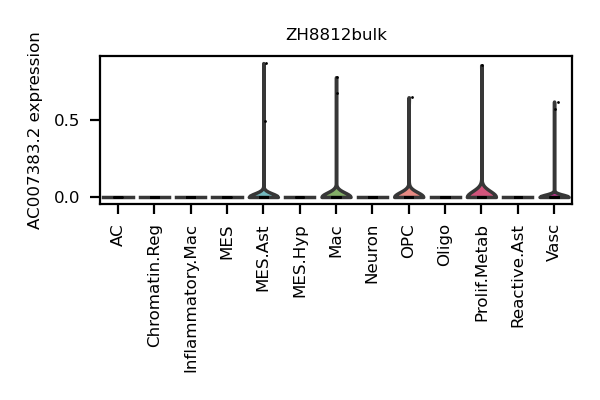 ZH8812bulk
AC007383.2 expression
0.5
0.0
AC
Chromatin.Reg
Inflammatory.Mac
MES
MES.Ast
MES.Hyp
Mac
Neuron
OPC
Oligo
Prolif.Metab
Reactive.Ast
Vasc